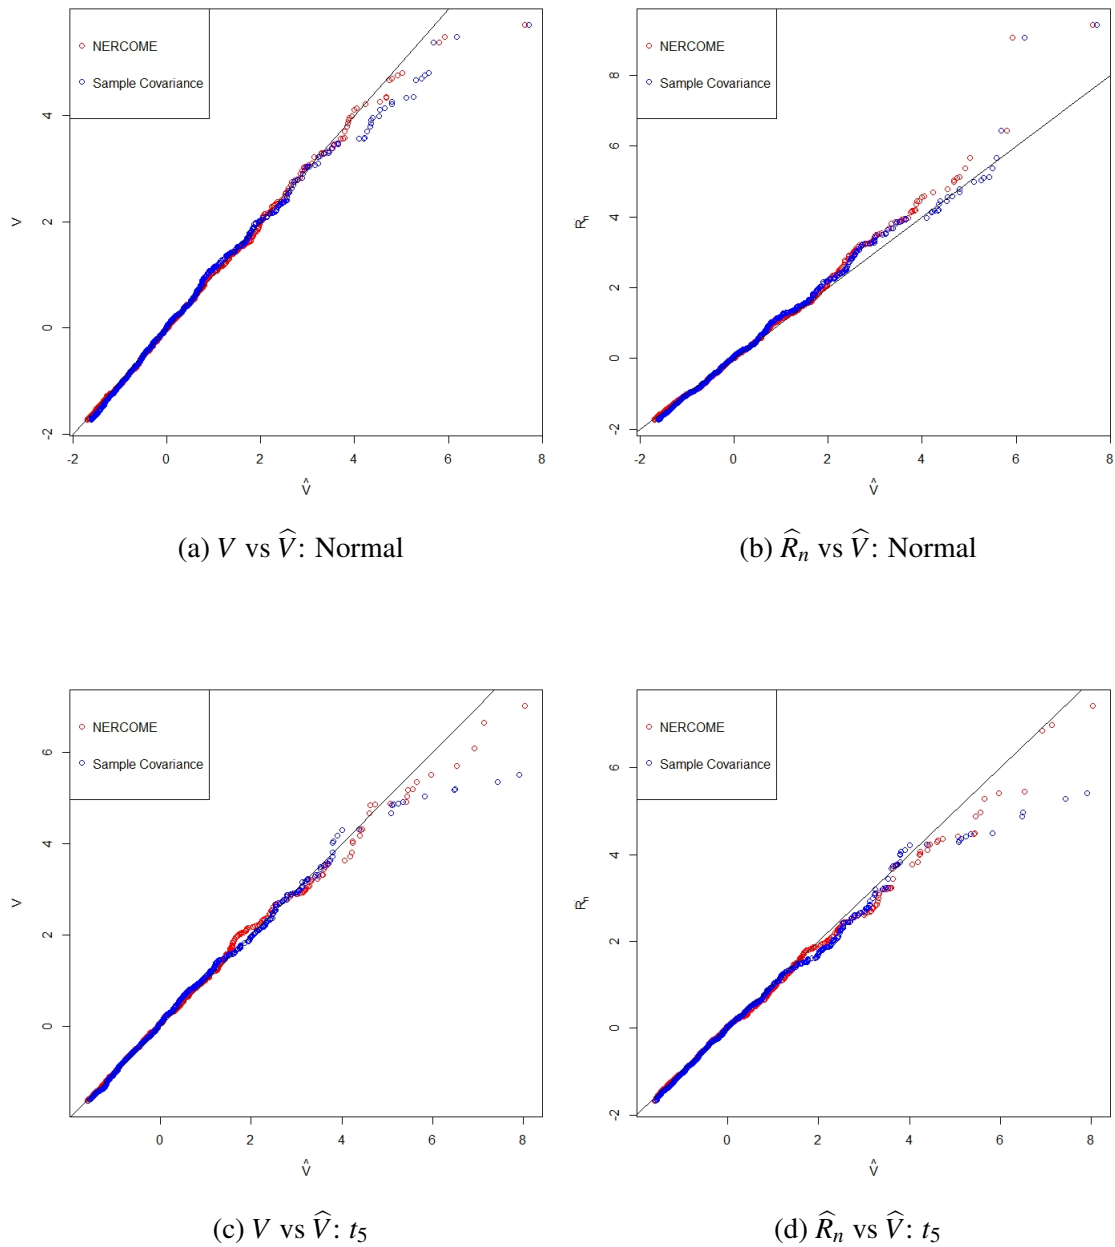 NERCOME
Sample Covariance
V
4
2
0
-2
-2 0 2 4 6 8
^
V
(a) V vs V̂: Normal
NERCOME
Sample Covariance
Rn
8
6
4
2
0
-2
-2 0 2 4 6 8
^
V
(b) R̂n vs V̂: Normal
NERCOME
Sample Covariance
V
6
4
2
0
0 2 4 6 8
^
V
(c) V vs V̂: t5
NERCOME
Sample Covariance
Rn
6
4
2
0
-2
0 2 4 6 8
^
V
(d) R̂n vs V̂: t5